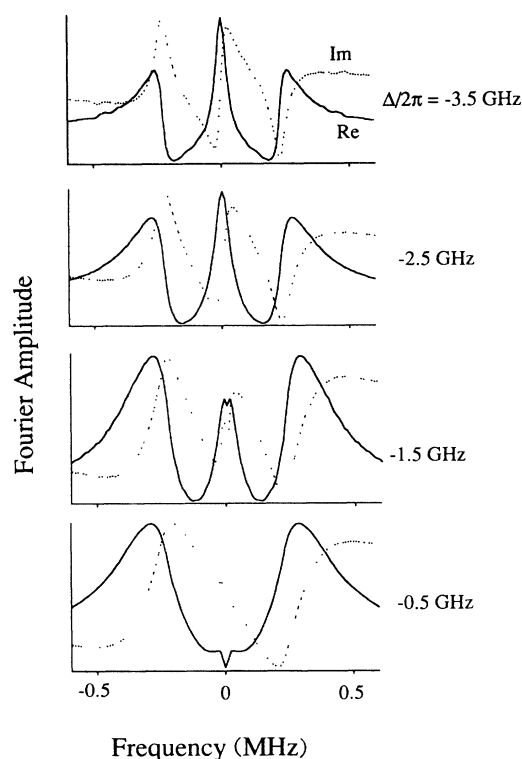 Im
Δ/2π = -3.5 GHz
Re
-2.5 GHz
-1.5 GHz
-0.5 GHz
Fourier Amplitude
-0.5 0 0.5
Frequency (MHz)